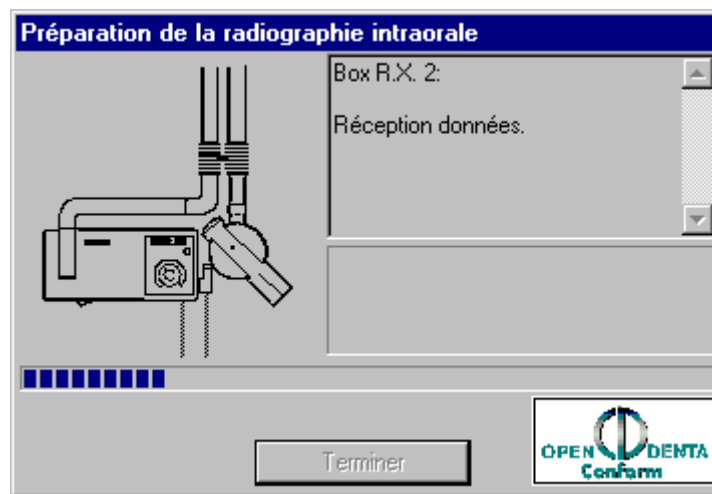 Préparation de la radiographie intraorale
Box R.X. 2:
Réception données.
Terminer
OPEN DENTA
Conform